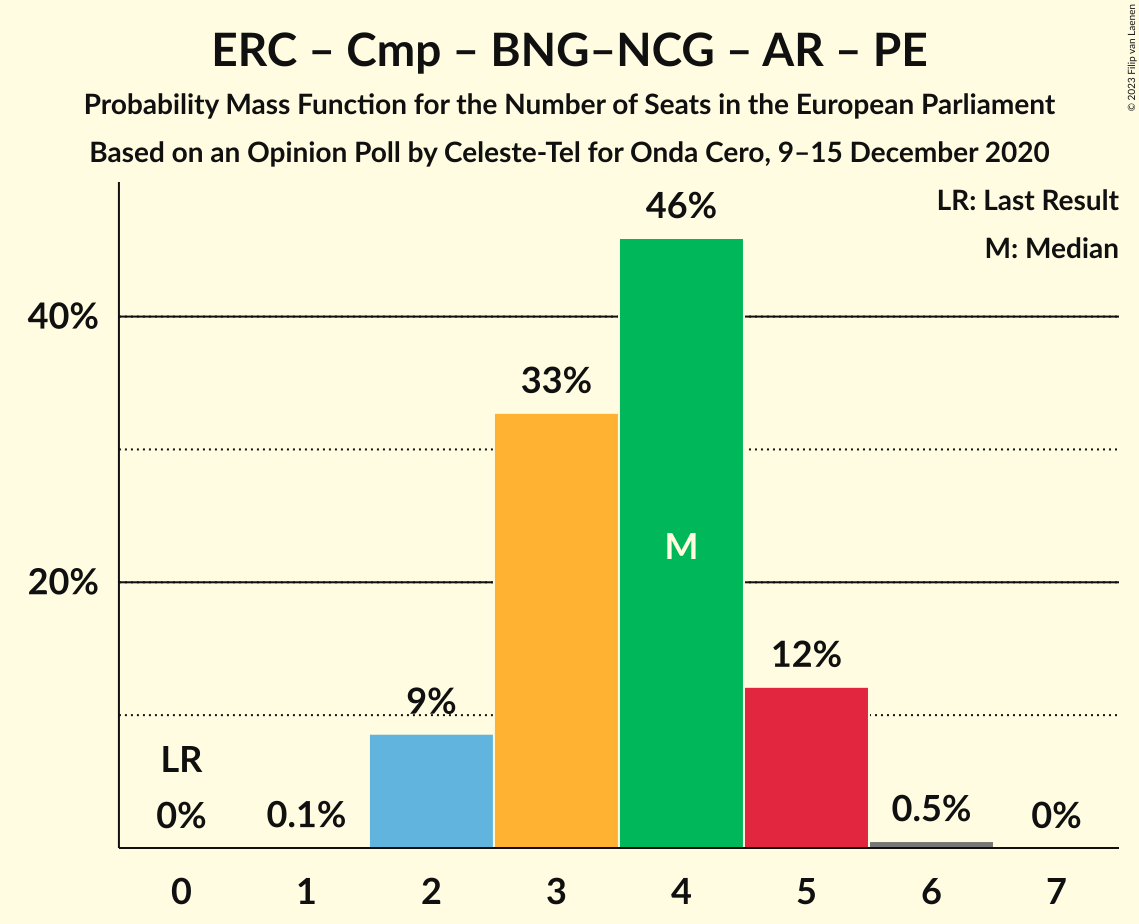 ERC – Cmp – BNG–NCG – AR – PE
Probability Mass Function for the Number of Seats in the European Parliament
Based on an Opinion Poll by Celeste-Tel for Onda Cero, 9–15 December 2020
© 2023 Filip van Laenen
LR: Last Result
M: Median
46%
40%
33%
M
20%
12%
9%
LR
0%
0.1%
0.5%
0%
0 1 2 3 4 5 6 7